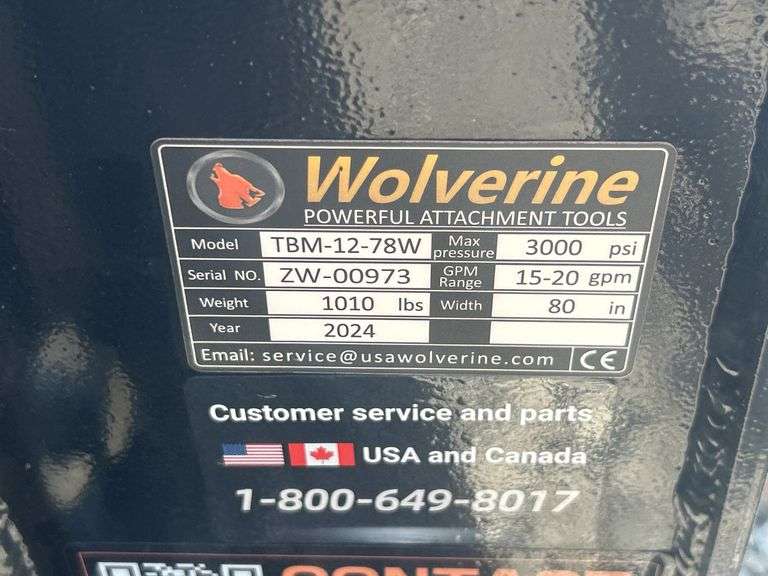 Wolverine
POWERFUL ATTACHMENT TOOLS
Model TBM-12-78W Max pressure 3000 psi
Serial NO. ZW-00973 GPM Range 15-20 gpm
Weight 1010 lbs Width 80 in
Year 2024
Email: service@usawolverine.com CE
Customer service and parts
USA and Canada
1-800-649-8017
CONTACT